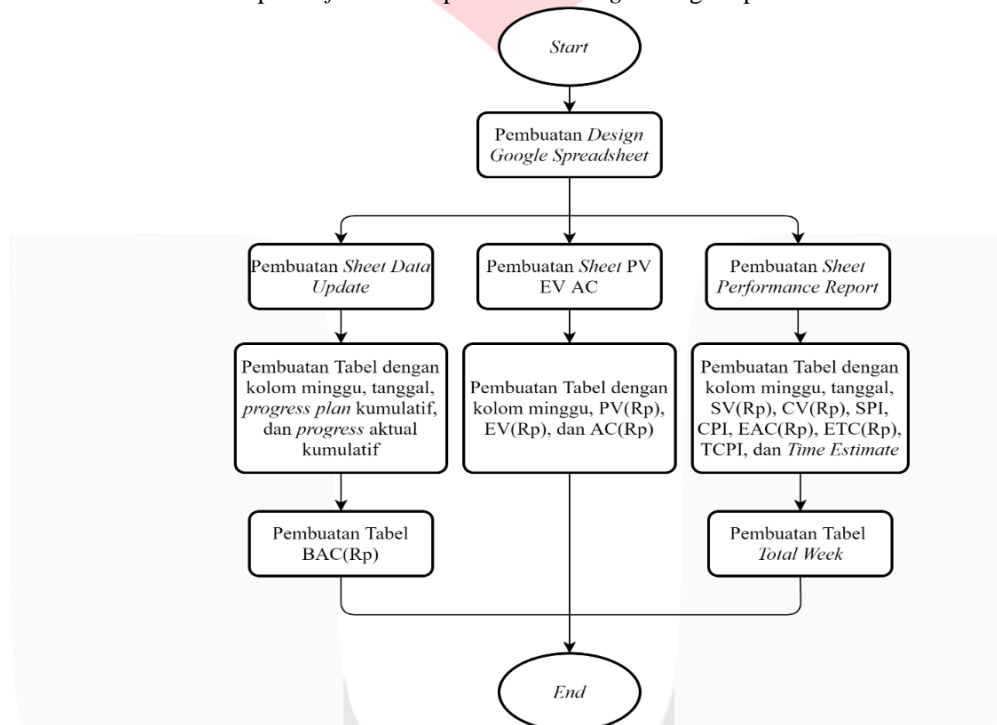 Start
Pembuatan Design
Google Spreadsheet
Pembuatan Sheet Data
Update
Pembuatan Sheet PV
EV AC
Pembuatan Sheet
Performance Report
Pembuatan Tabel dengan
kolom minggu, tanggal,
progress plan kumulatif,
dan progress aktual
kumulatif
Pembuatan Tabel dengan
kolom minggu, PV(Rp),
EV(Rp), dan AC(Rp)
Pembuatan Tabel dengan
kolom minggu, tanggal,
SV(Rp), CV(Rp), SPI,
CPI, EAC(Rp), ETC(Rp),
TCPI, dan Time Estimate
Pembuatan Tabel
BAC(Rp)
Pembuatan Tabel
Total Week
End